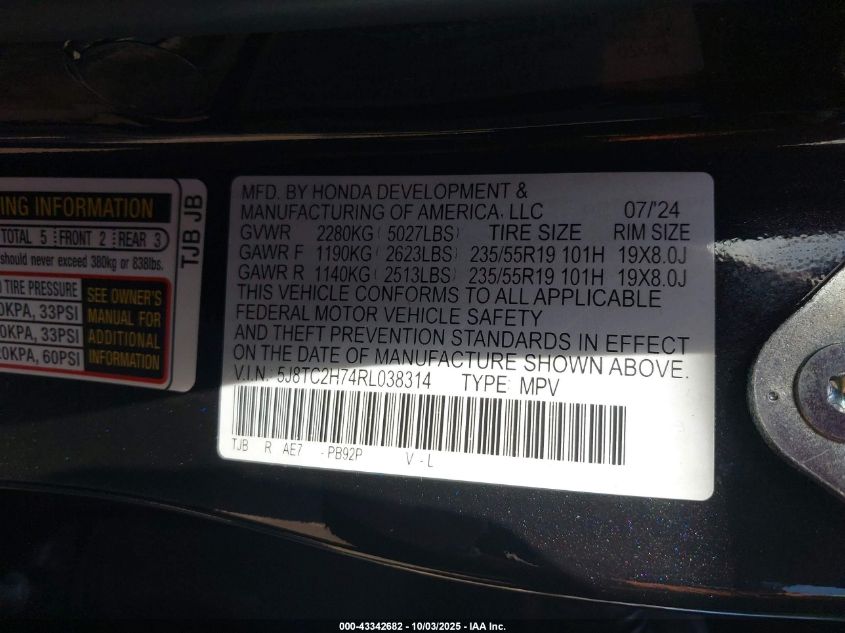 ING INFORMATION
TOTAL 5 FRONT 2 REAR 3
should never exceed 380kg or 838lbs.
TIRE PRESSURE
0KPA, 33PSI
0KPA, 33PSI
20KPA, 60PSI
SEE OWNER'S
MANUAL FOR
ADDITIONAL
INFORMATION
TJB JB
MFD. BY HONDA DEVELOPMENT &
MANUFACTURING OF AMERICA, LLC 07/'24
GVWR 2280KG ( 5027LBS) TIRE SIZE RIM SIZE
GAWR F 1190KG ( 2623LBS) 235/55R19 101H 19X8.0J
GAWR R 1140KG ( 2513LBS) 235/55R19 101H 19X8.0J
THIS VEHICLE CONFORMS TO ALL APPLICABLE
FEDERAL MOTOR VEHICLE SAFETY
AND THEFT PREVENTION STANDARDS IN EFFECT
ON THE DATE OF MANUFACTURE SHOWN ABOVE.
V.I.N: 5J8TC2H74RL038314 TYPE: MPV
TJB R AE7 - PB92P V - L
000-43342682 - 10/03/2025 - IAA Inc.